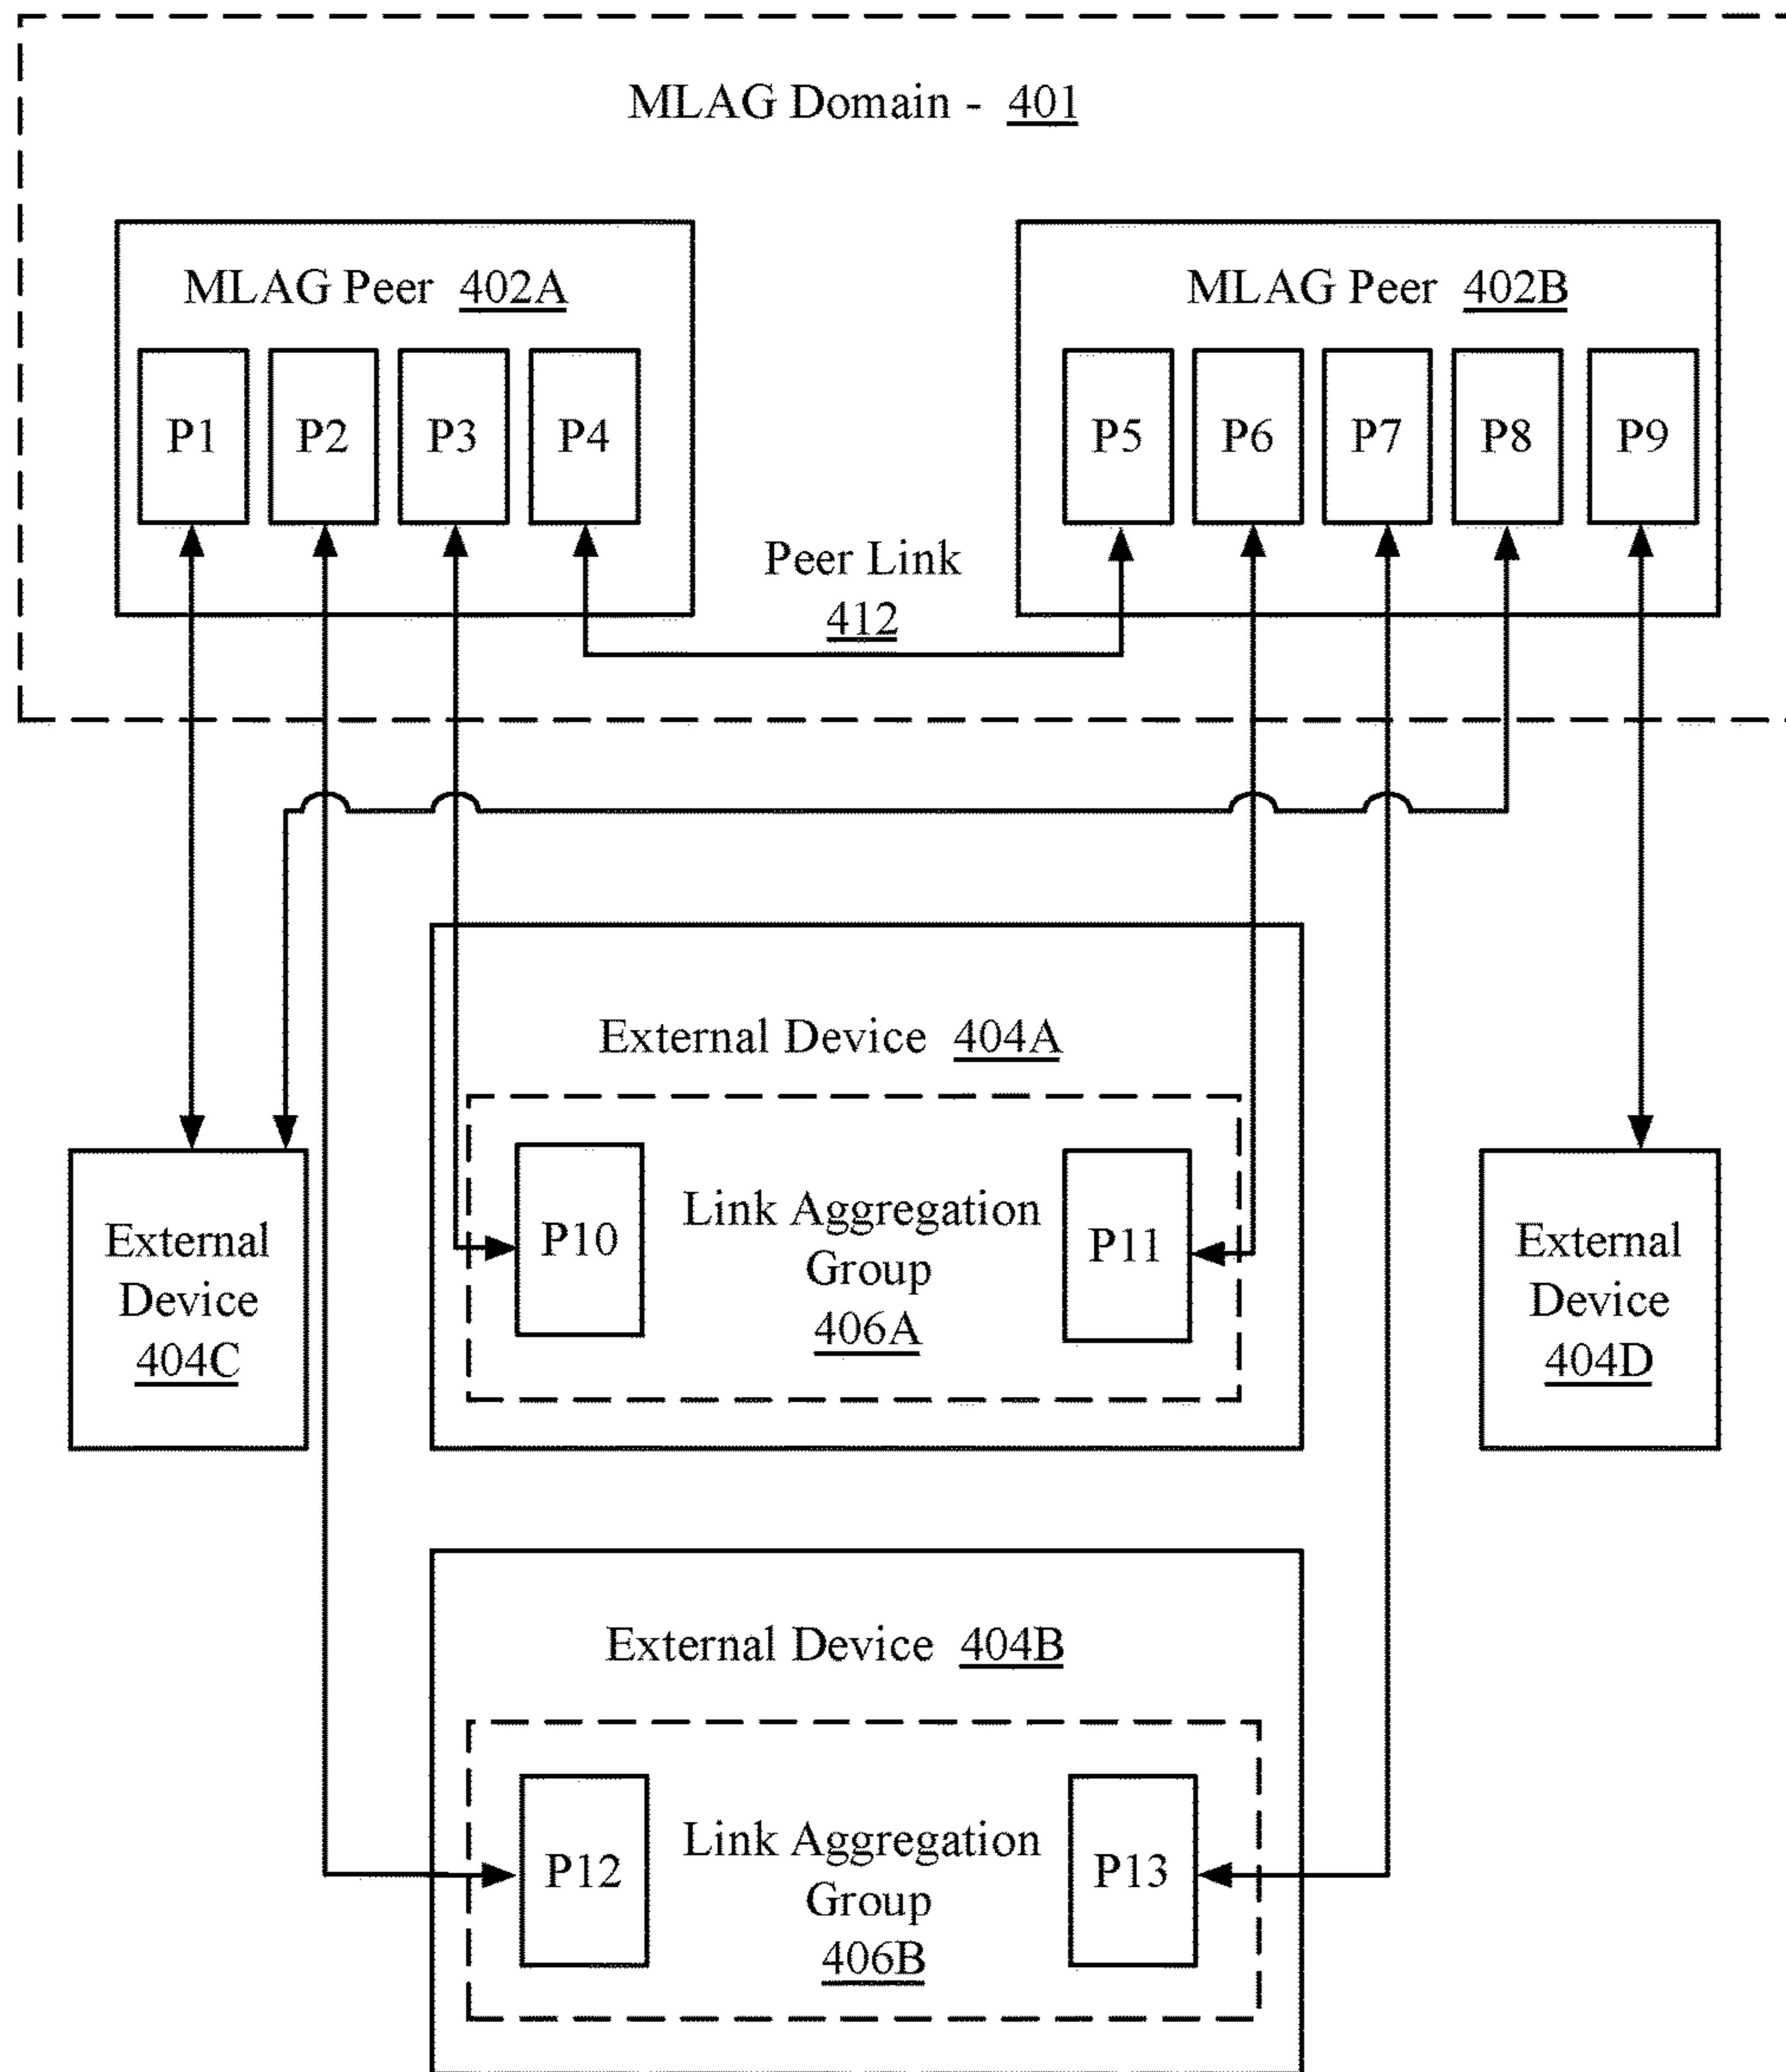 MLAG Domain - 401
MLAG Peer 402A
MLAG Peer 402B
P1
P2
P3
P4
P5
P6
P7
P8
P9
Peer Link
412
External Device 404A
P10
Link Aggregation
Group
406A
P11
External
Device
404C
External
Device
404D
External Device 404B
P12
Link Aggregation
Group
406B
P13